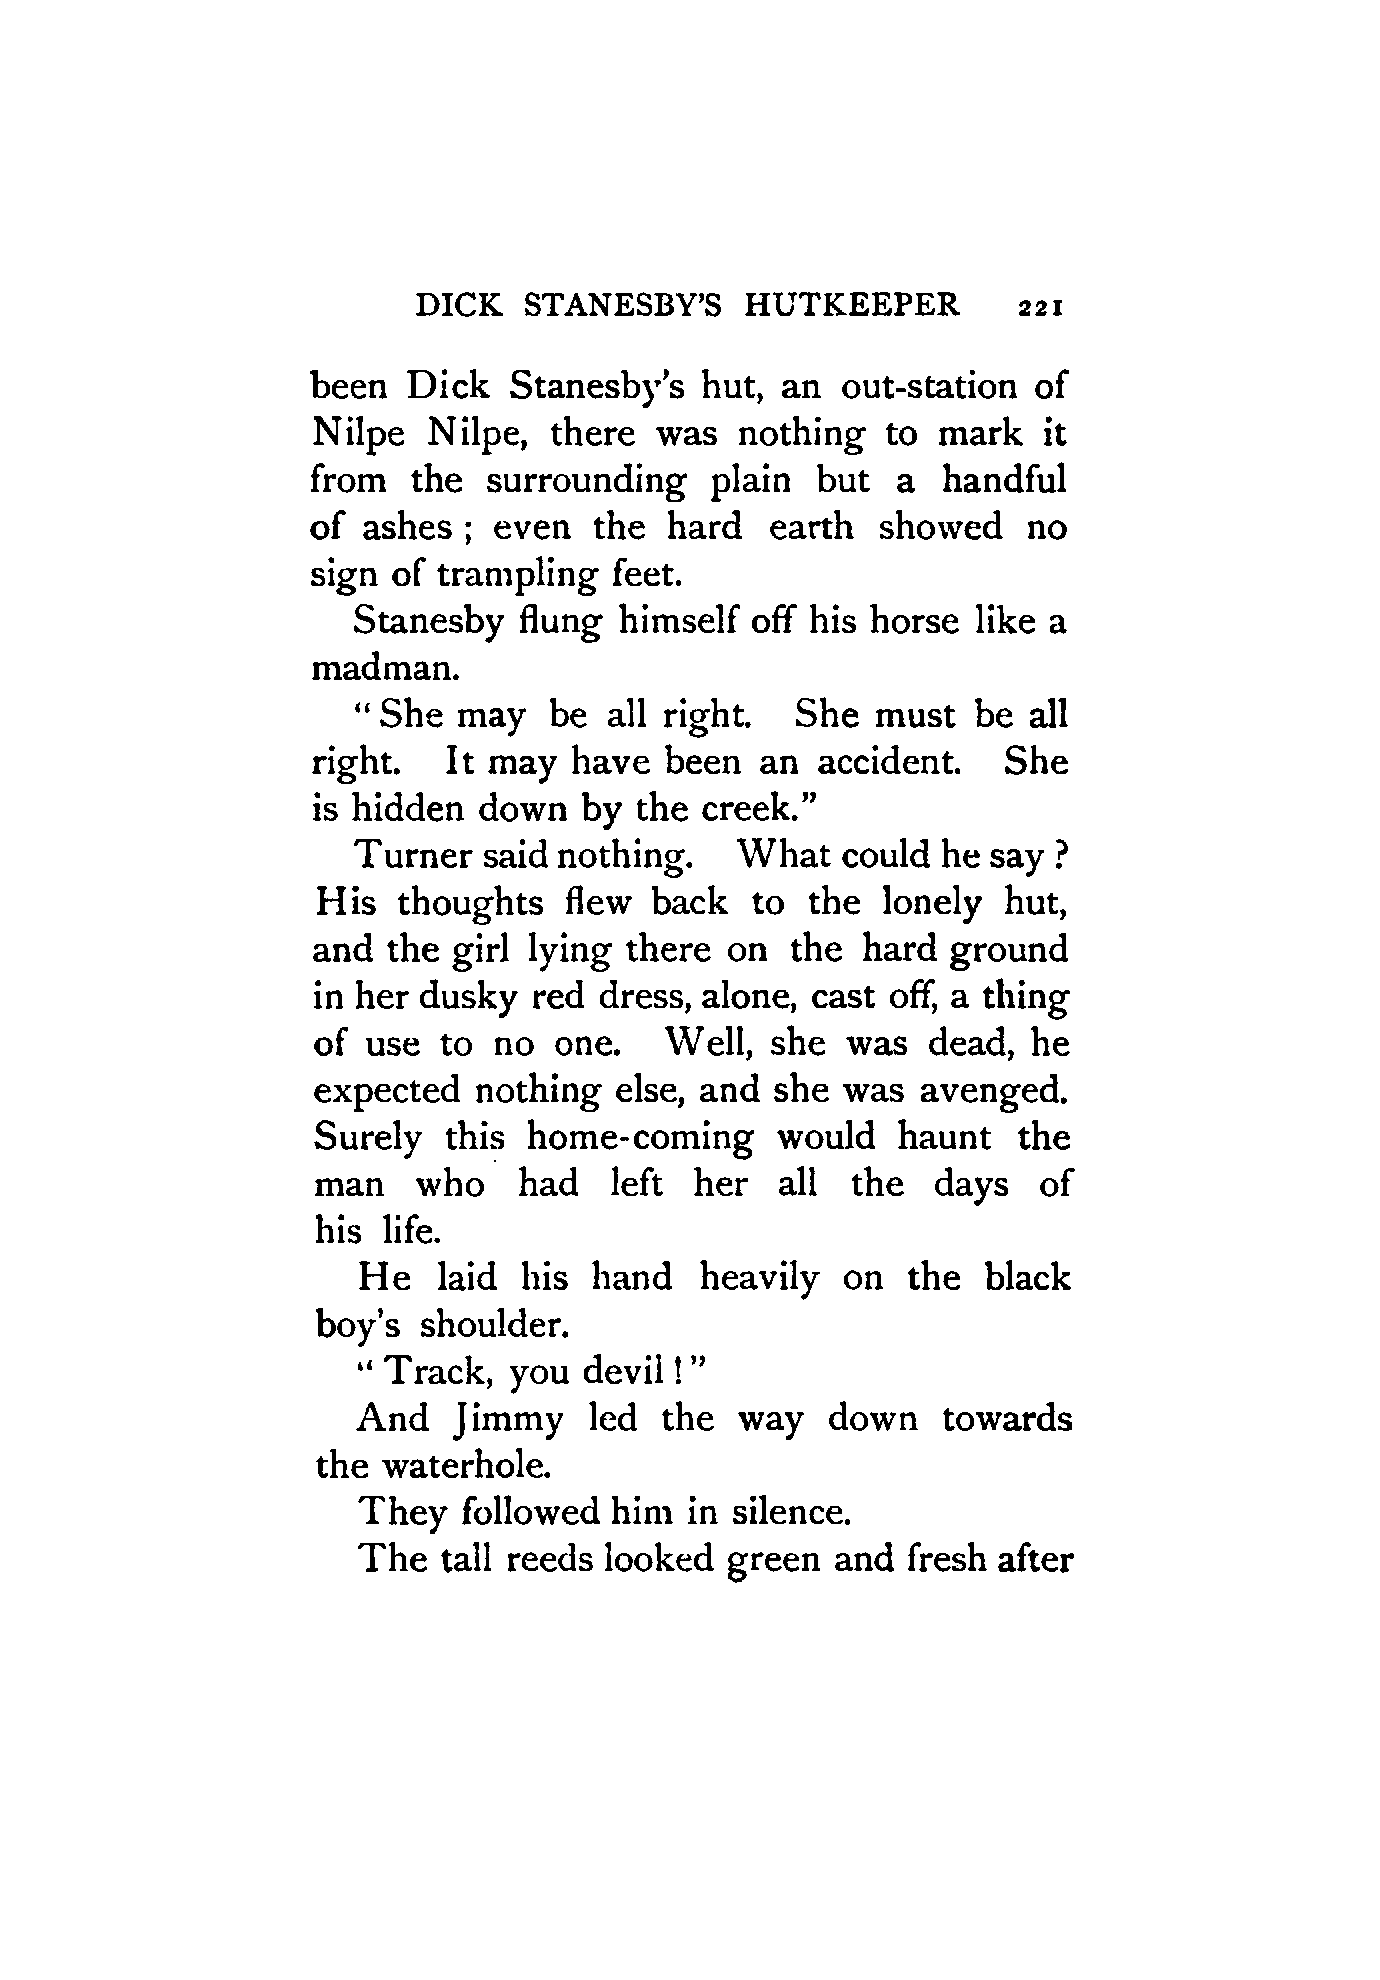 DICK STANESBY'S HUTKEEPER 221
been Dick Stanesby's hut, an out-station of
Nilpe Nilpe, there was nothing to mark it
from the surrounding plain but a handful
of ashes ; even the hard earth showed no
sign of trampling feet.
Stanesby flung himself off his horse like a
madman.
" She may be all right. She must be all
right. It may have been an accident. She
is hidden down by the creek."
Turner said nothing. What could he say ?
His thoughts flew back to the lonely hut,
and the girl lying there on the hard ground
in her dusky red dress, alone, cast off, a thing
of use to no one. Well, she was dead, he
expected nothing else, and she was avenged.
Surely this home-coming would haunt the
man who had left her all the days of
his life.
He laid his hand heavily on the black
boy's shoulder.
" Track, you devil ! "
And Jimmy led the way down towards
the waterhole.
They followed him in silence.
The tall reeds looked green and fresh after